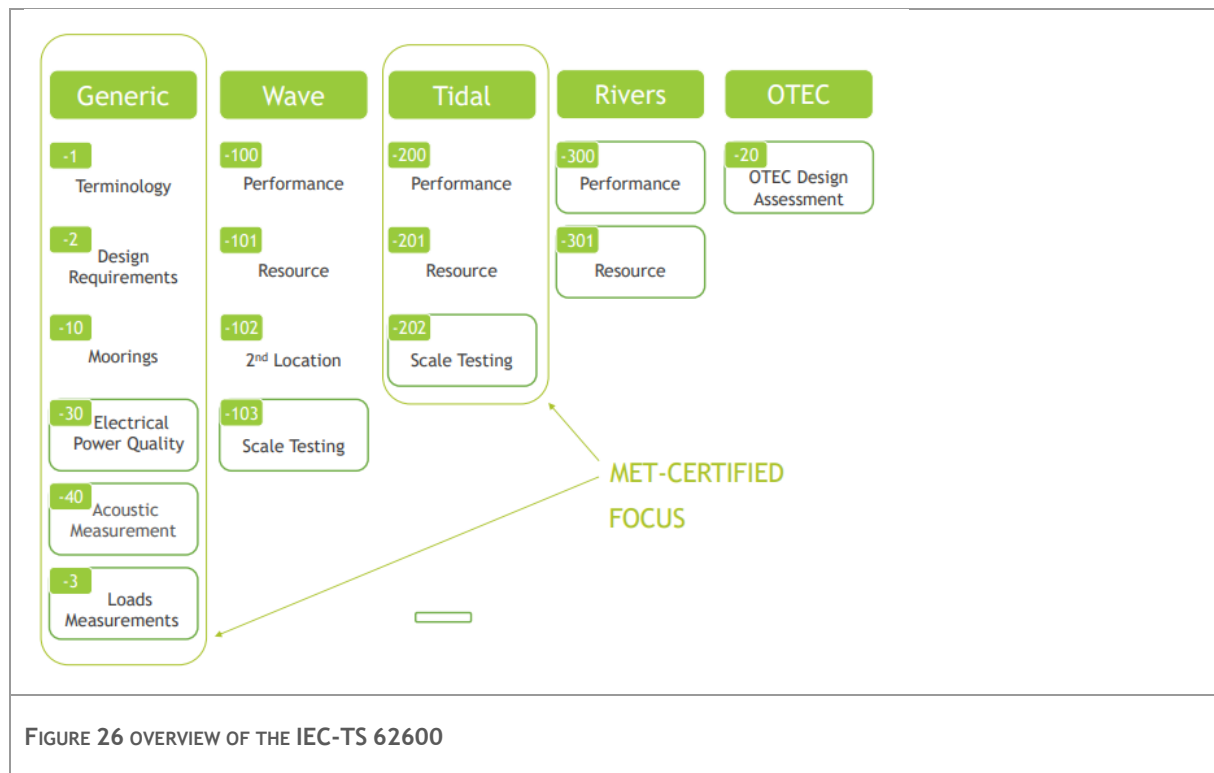 Generic
-1
Terminology
-2
Design
Requirements
-10
Moorings
-30
Electrical
Power Quality
-40
Acoustic
Measurement
-3
Loads
Measurements
Wave
-100
Performance
-101
Resource
-102
2nd Location
-103
Scale Testing
Tidal
-200
Performance
-201
Resource
-202
Scale Testing
Rivers
-300
Performance
-301
Resource
OTEC
-20
OTEC Design
Assessment
MET-CERTIFIED
FOCUS
FIGURE 26 OVERVIEW OF THE IEC-TS 62600